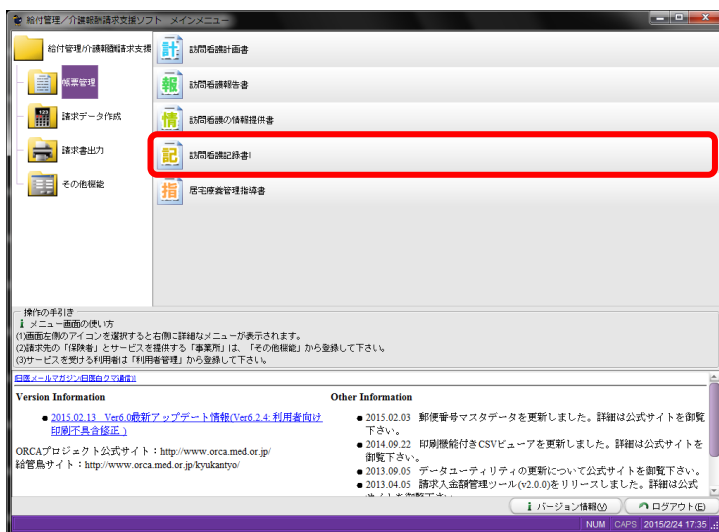 給付管理／介護報酬請求支援ソフト メインメニュー
給付管理/介護報酬請求支援
計 訪問看護計画書
帳票管理
報 訪問看護報告書
請求データ作成
情 訪問看護の情報提供書
請求書出力
記 訪問看護記録書I
その他機能
指 居宅療養管理指導書
操作の手引き
メニュー画面の使い方
(1)画面左側のアイコンを選択すると右側に詳細なメニューが表示されます。
(2)請求先の「保険者」とサービスを提供する「事業所」は、「その他機能」から登録して下さい。
(3)サービスを受ける利用者は「利用者管理」から登録して下さい。
日医メールマガジン(日医白クマ通信)
Version Information
● 2015.02.13 Ver6.0最新アップデート情報(Ver6.2.4: 利用者向け
印刷不具合修正 )
ORCAプロジェクト公式サイト：http://www.orca.med.or.jp/
給管鳥サイト：http://www.orca.med.or.jp/kyukantyo/
Other Information
● 2015.02.03 郵便番号マスタデータを更新しました。詳細は公式サイトを御覧
下さい。
● 2014.09.22 印刷機能付きCSVビューアを更新しました。詳細は公式サイトを
御覧下さい。
● 2013.09.05 データユーティリティの更新について公式サイトを御覧下さい。
● 2013.04.05 請求入金額管理ツール(v2.0.0)をリリースしました。詳細は公式
サイトを御覧下さい。
バージョン情報(V) ログアウト(E)
NUM CAPS 2015/2/24 17:35